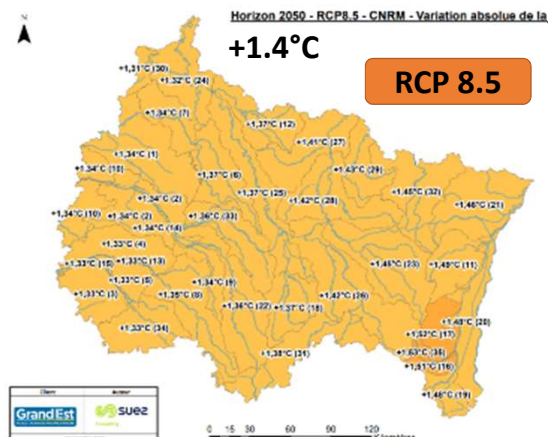 Horizon 2050 - RCP8.5 - CNRM - Variation absolue de la
+1.4°C
RCP 8.5
N
+1,31°C (30)
+1,32°C (24)
+1,34°C (7)
+1,37°C (12)
+1,41°C (27)
+1,34°C (1)
+1,43°C (29)
+1,37°C (6)
+1,45°C (32)
+1,37°C (25)
+1,34°C (2)
+1,42°C (28)
+1,48°C (21)
+1,34°C (10)
+1,34°C (2)
+1,36°C (33)
+1,34°C (14)
+1,33°C (4)
+1,33°C (15)
+1,33°C (13)
+1,45°C (23)
+1,49°C (11)
+1,33°C (5)
+1,34°C (9)
+1,33°C (3)
+1,35°C (8)
+1,42°C (26)
+1,36°C (22)
+1,37°C (18)
+1,48°C (20)
+1,33°C (34)
+1,52°C (17)
+1,38°C (31)
+1,53°C (35)
+1,51°C (16)
+1,48°C (19)
Client
Auteur
GrandEst
suez
0 15 30 60 90 120
Kilomètres